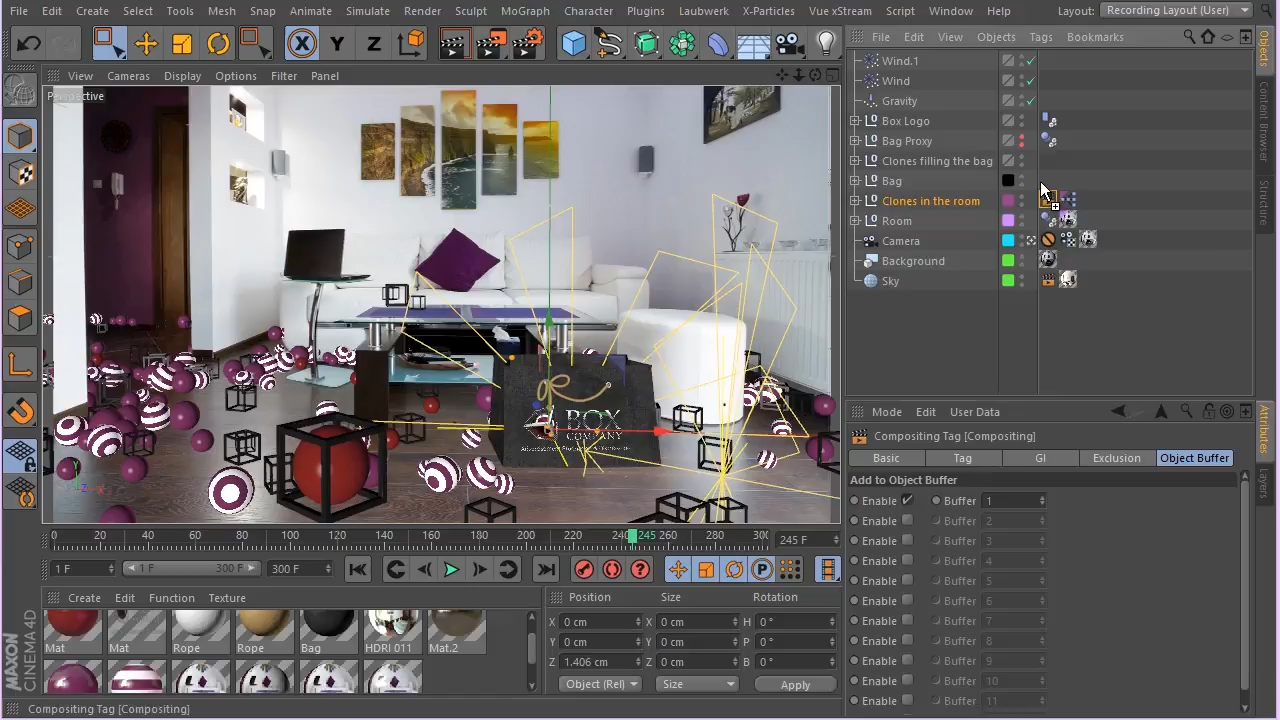 File Edit Create Select Tools Mesh Snap Animate Simulate Render Sculpt MoGraph Character Plugins Laubwerk X-Particles Vue xStream Script Window Help Layout: Recording Layout (User)
X Y Z
File Edit View Objects Tags Bookmarks
View Cameras Display Options Filter Panel
Perspective
Wind.1
Wind
Gravity
Box Logo
Bag Proxy
Clones filling the bag
Bag
Clones in the room
Room
Camera
Background
Sky
Objects
Content Browser
Structure
BOX
COMPANY
Mode Edit User Data
Compositing Tag [Compositing]
Basic Tag GI Exclusion Object Buffer
Add to Object Buffer
Enable Buffer 1
Enable Buffer 2
Enable Buffer 3
Enable Buffer 4
Enable Buffer 5
Enable Buffer 6
Enable Buffer 7
Enable Buffer 8
Enable Buffer 9
Enable Buffer 10
Enable Buffer 11
Attributes
Layers
0 20 40 60 80 100 120 140 160 180 200 220 240 245 260 280 300 245 F
1 F 1 F 300 F 300 F
P
Create Edit Function Texture
Mat Mat Rope Rope Bag HDRI 011 Mat.2
Position Size Rotation
X 0 cm X 0 cm H 0 °
Y 0 cm Y 0 cm P 0 °
Z 1.406 cm Z 0 cm B 0 °
Object (Rel) Size Apply
MAXON
CINEMA 4D
Compositing Tag [Compositing]